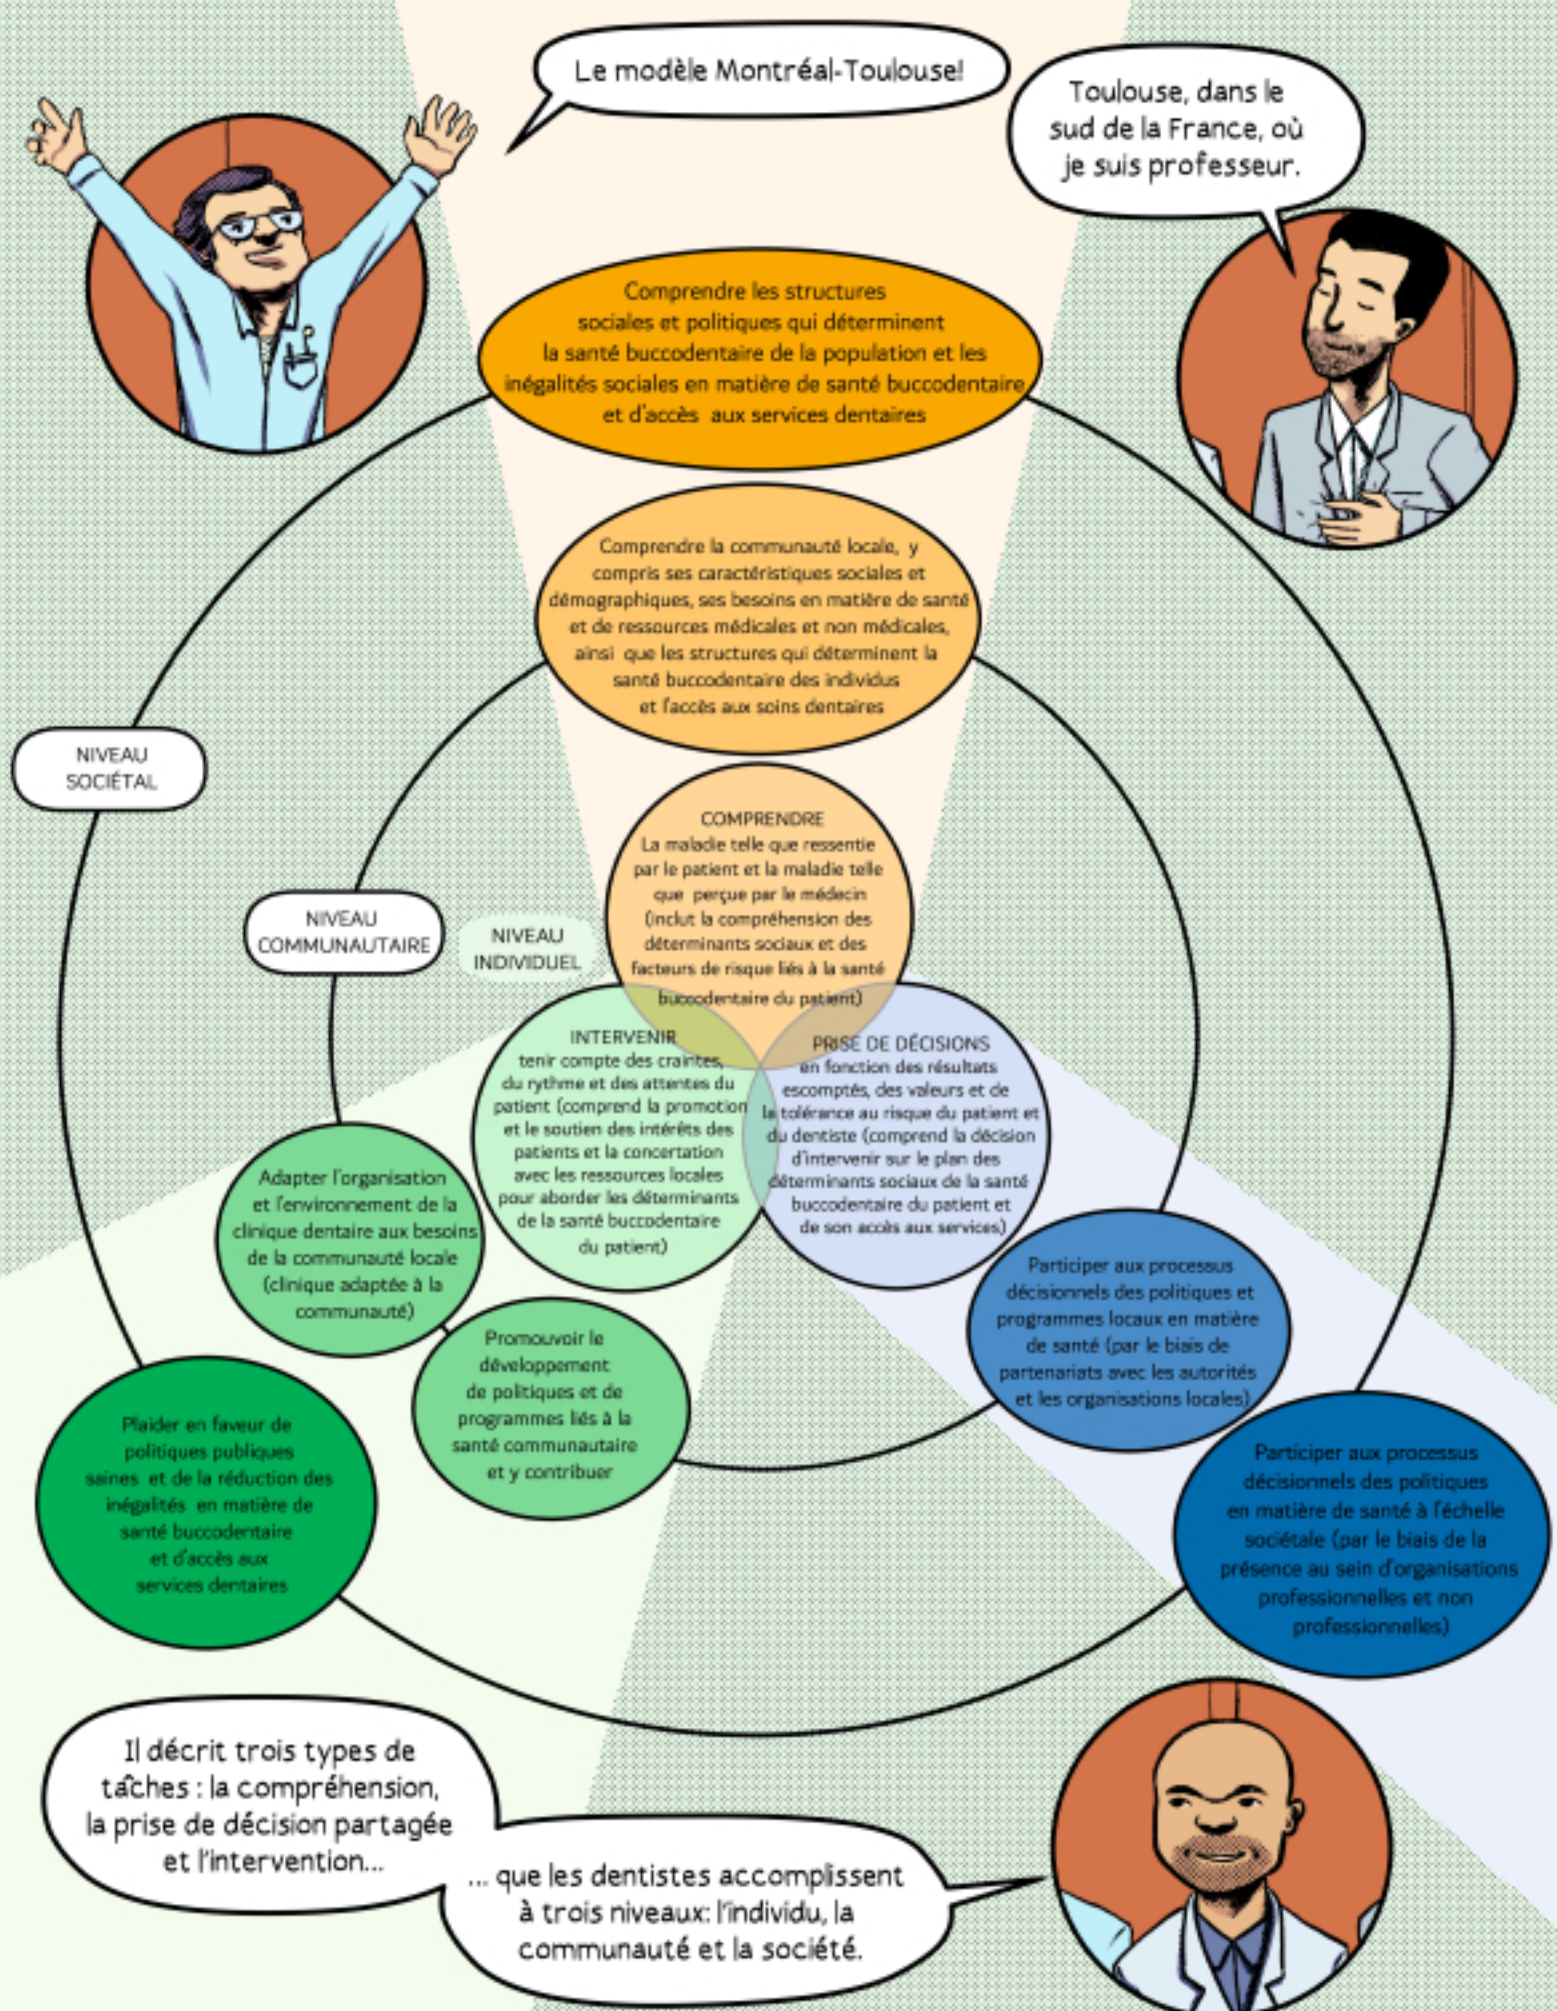 Le modèle Montréal-Toulouse!
Toulouse, dans le
sud de la France, où
je suis professeur.
Comprendre les structures
sociales et politiques qui déterminent
la santé buccodentaire de la population et les
inégalités sociales en matière de santé buccodentaire
et d'accès aux services dentaires
Comprendre la communauté locale, y
compris ses caractéristiques sociales et
démographiques, ses besoins en matière de santé
et de ressources médicales et non médicales,
ainsi que les structures qui déterminent la
santé buccodentaire des individus
et l'accès aux soins dentaires
NIVEAU
SOCIÉTAL
COMPRENDRE
La maladie telle que ressentie
par le patient et la maladie telle
que perçue par le médecin
(inclut la compréhension des
déterminants sociaux et des
facteurs de risque liés à la santé
buccodentaire du patient)
NIVEAU
COMMUNAUTAIRE
NIVEAU
INDIVIDUEL
INTERVENIR
tenir compte des craintes,
du rythme et des attentes du
patient (comprend la promotion
et le soutien des intérêts des
patients et la concertation
avec les ressources locales
pour aborder les déterminants
de la santé buccodentaire
du patient)
PRISE DE DÉCISIONS
en fonction des résultats
escomptés, des valeurs et de
la tolérance au risque du patient et
du dentiste (comprend la décision
d'intervenir sur le plan des
déterminants sociaux de la santé
buccodentaire du patient et
de son accès aux services)
Adapter l'organisation
et l'environnement de la
clinique dentaire aux besoins
de la communauté locale
(clinique adaptée à la
communauté)
Promouvoir le
développement
de politiques et de
programmes liés à la
santé communautaire
et y contribuer
Participer aux processus
décisionnels des politiques et
programmes locaux en matière
de santé (par le biais de
partenariats avec les autorités
et les organisations locales)
Plaider en faveur de
politiques publiques
saines et de la réduction des
inégalités en matière de
santé buccodentaire
et d'accès aux
services dentaires
Participer aux processus
décisionnels des politiques
en matière de santé à l'échelle
sociétale (par le biais de la
présence au sein d'organisations
professionnelles et non
professionnelles)
Il décrit trois types de
tâches : la compréhension,
la prise de décision partagée
et l'intervention...
... que les dentistes accomplissent
à trois niveaux: l'individu, la
communauté et la société.